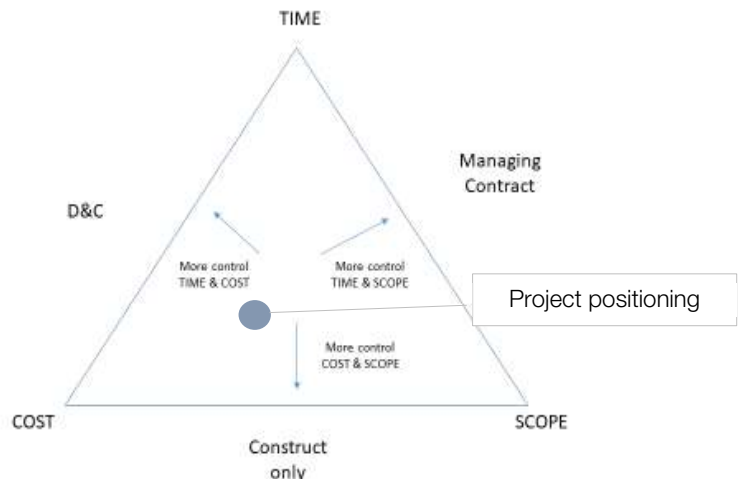 TIME
Managing
Contract
D&C
More control
TIME & COST
More control
TIME & SCOPE
Project positioning
More control
COST & SCOPE
COST
SCOPE
Construct
only